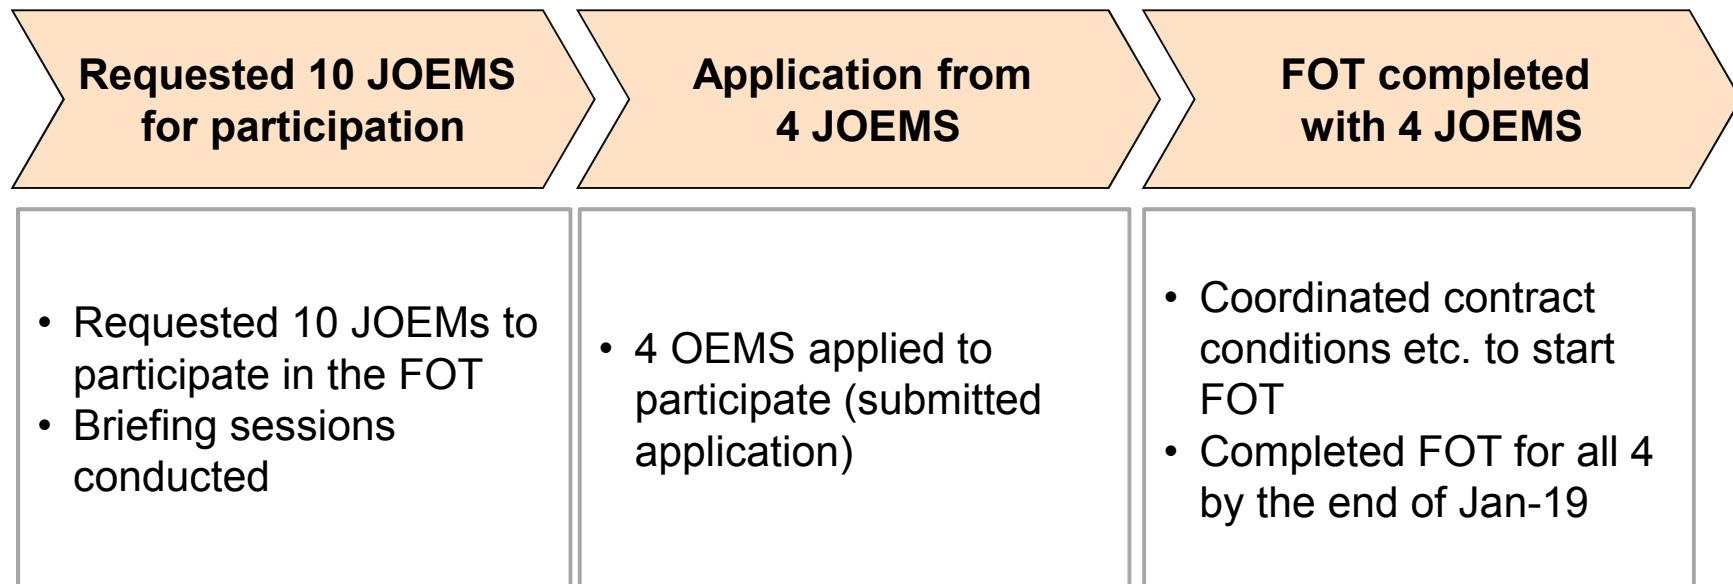 Requested 10 JOEMS
for participation
Application from
4 JOEMS
FOT completed
with 4 JOEMS
• Requested 10 JOEMs to
participate in the FOT
• Briefing sessions
conducted
• 4 OEMS applied to
participate (submitted
application)
• Coordinated contract
conditions etc. to start
FOT
• Completed FOT for all 4
by the end of Jan-19